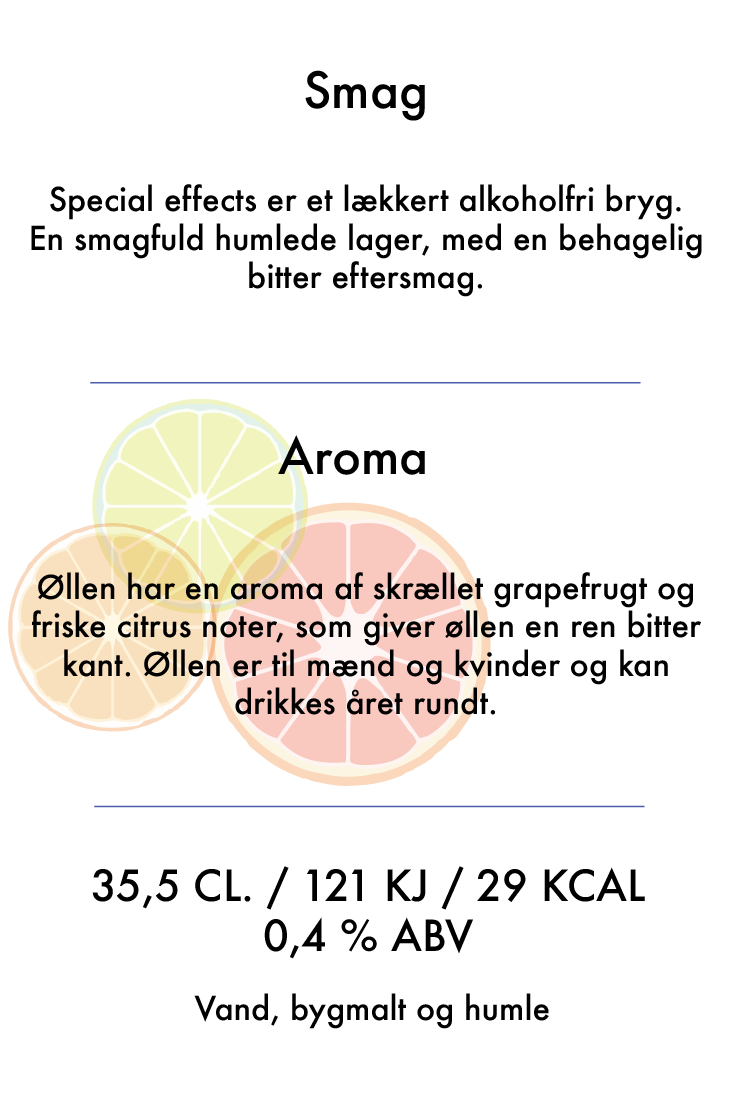 Smag
Special effects er et lækkert alkoholfri bryg.
En smagfuld humlede lager, med en behagelig
bitter eftersmag.
Aroma
Øllen har en aroma af skrællet grapefrugt og
friske citrus noter, som giver øllen en ren bitter
kant. Øllen er til mænd og kvinder og kan
drikkes året rundt.
35,5 CL. / 121 KJ / 29 KCAL
0,4 % ABV
Vand, bygmalt og humle